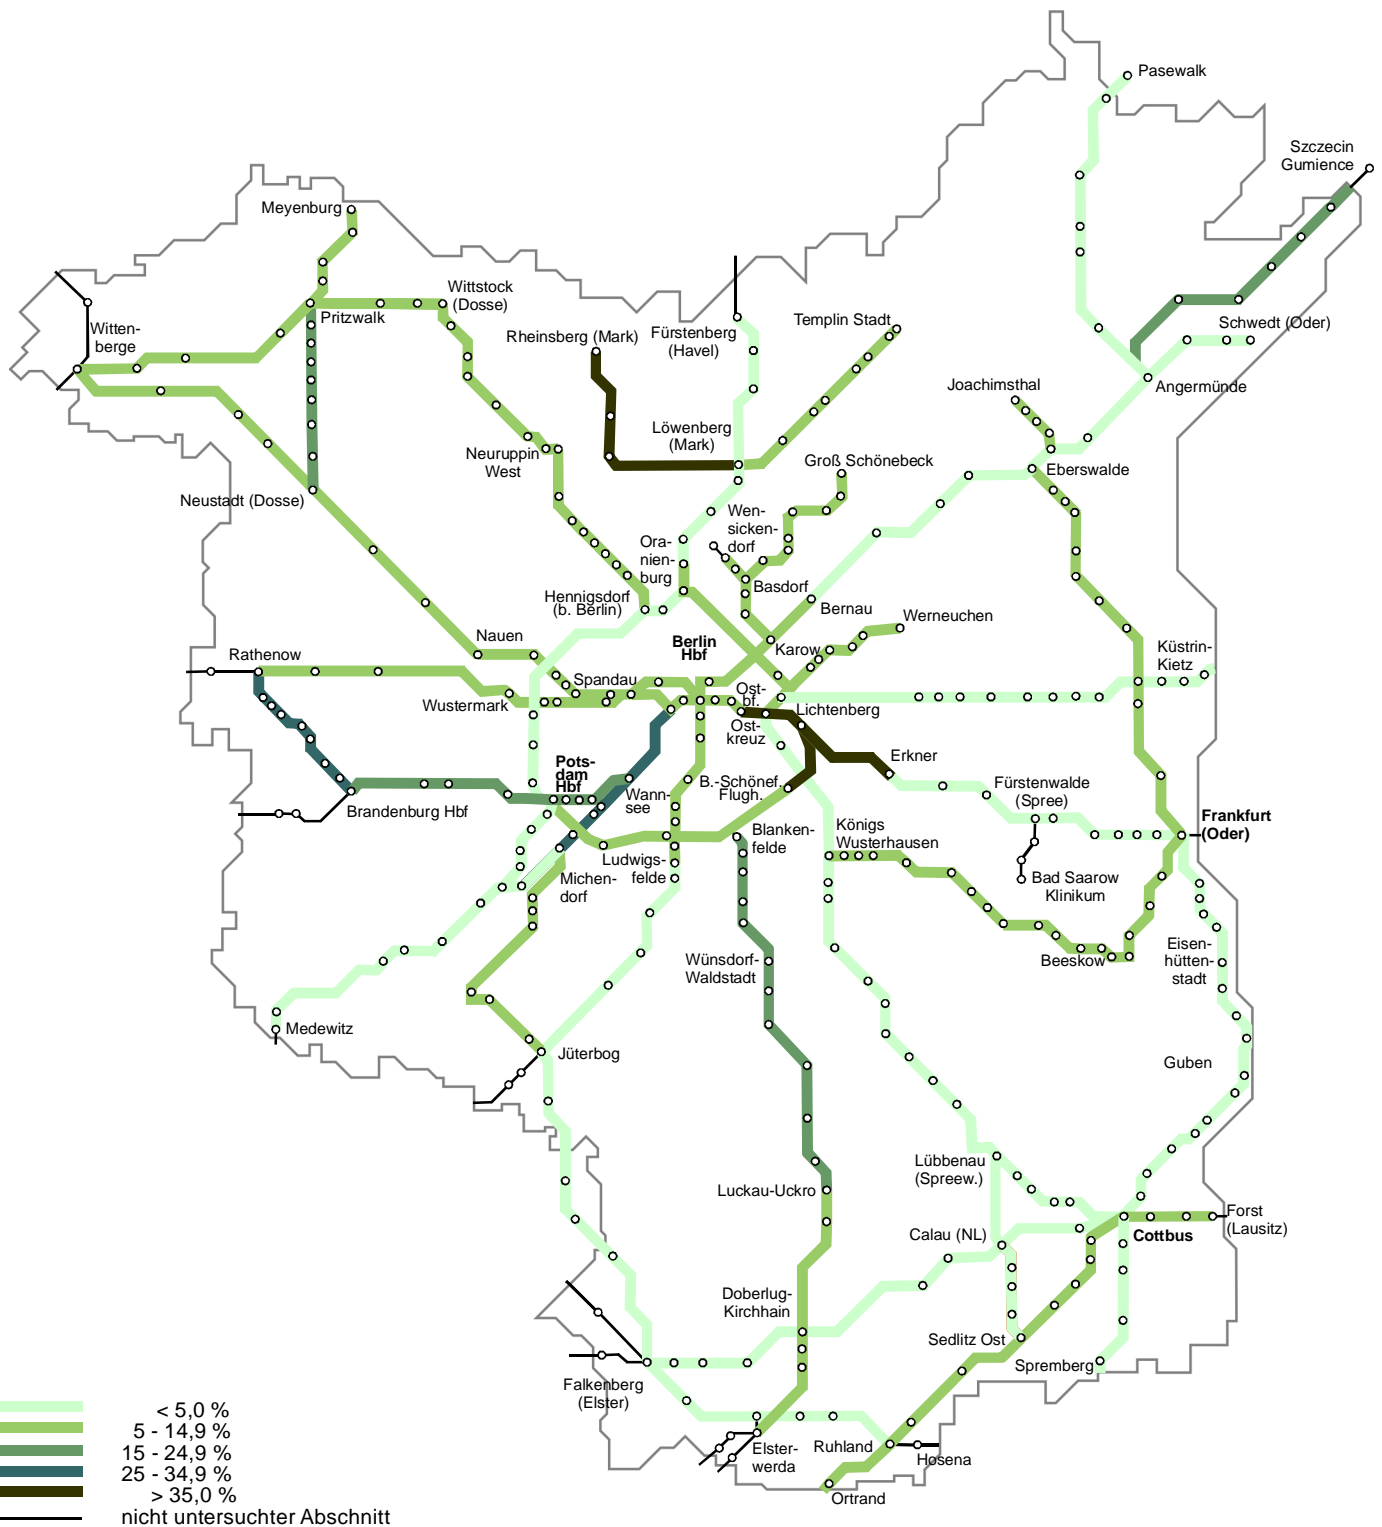 Pasewalk
Szczecin
Gumience
Meyenburg
Wittstock
(Dosse)
Pritzwalk
Witten-
berge
Rheinsberg (Mark)
Fürstenberg
(Havel)
Templin Stadt
Schwedt (Oder)
Joachimsthal
Angermünde
Löwenberg
(Mark)
Neuruppin
West
Groß Schönebeck
Eberswalde
Neustadt (Dosse)
Wen-
sicken-
dorf
Ora-
nien-
burg
Basdorf
Hennigsdorf
(b. Berlin)
Bernau
Werneuchen
Nauen
Berlin
Hbf
Karow
Küstrin-
Kietz
Rathenow
Spandau
Ost-
bf.
Wustermark
Lichtenberg
Ost-
kreuz
Erkner
Pots-
dam
Hbf
B.-Schönef.
Flugh.
Fürstenwalde
(Spree)
Wann-
see
Brandenburg Hbf
Frankfurt
(Oder)
Blanken-
felde
Königs
Wusterhausen
Ludwigs-
felde
Michen-
dorf
Bad Saarow
Klinikum
Eisen-
hütten-
stadt
Beeskow
Wünsdorf-
Waldstadt
Medewitz
Jüterbog
Guben
Lübbenau
(Spreew.)
Luckau-Uckro
Forst
(Lausitz)
Calau (NL)
Cottbus
Doberlug-
Kirchhain
Sedlitz Ost
Spremberg
Falkenberg
(Elster)
Elster-
werda
Ruhland
Hosena
Ortrand
< 5,0 %
5 - 14,9 %
15 - 24,9 %
25 - 34,9 %
> 35,0 %
nicht untersuchter Abschnitt